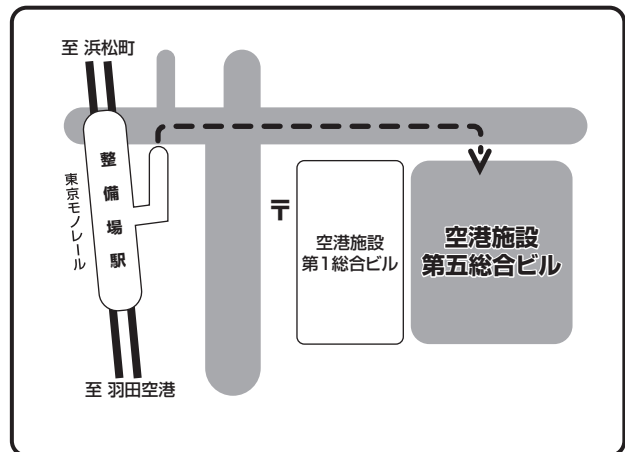 至 浜松町
東京モノレール
整備場駅
〒
空港施設
第1総合ビル
空港施設
第五総合ビル
至 羽田空港